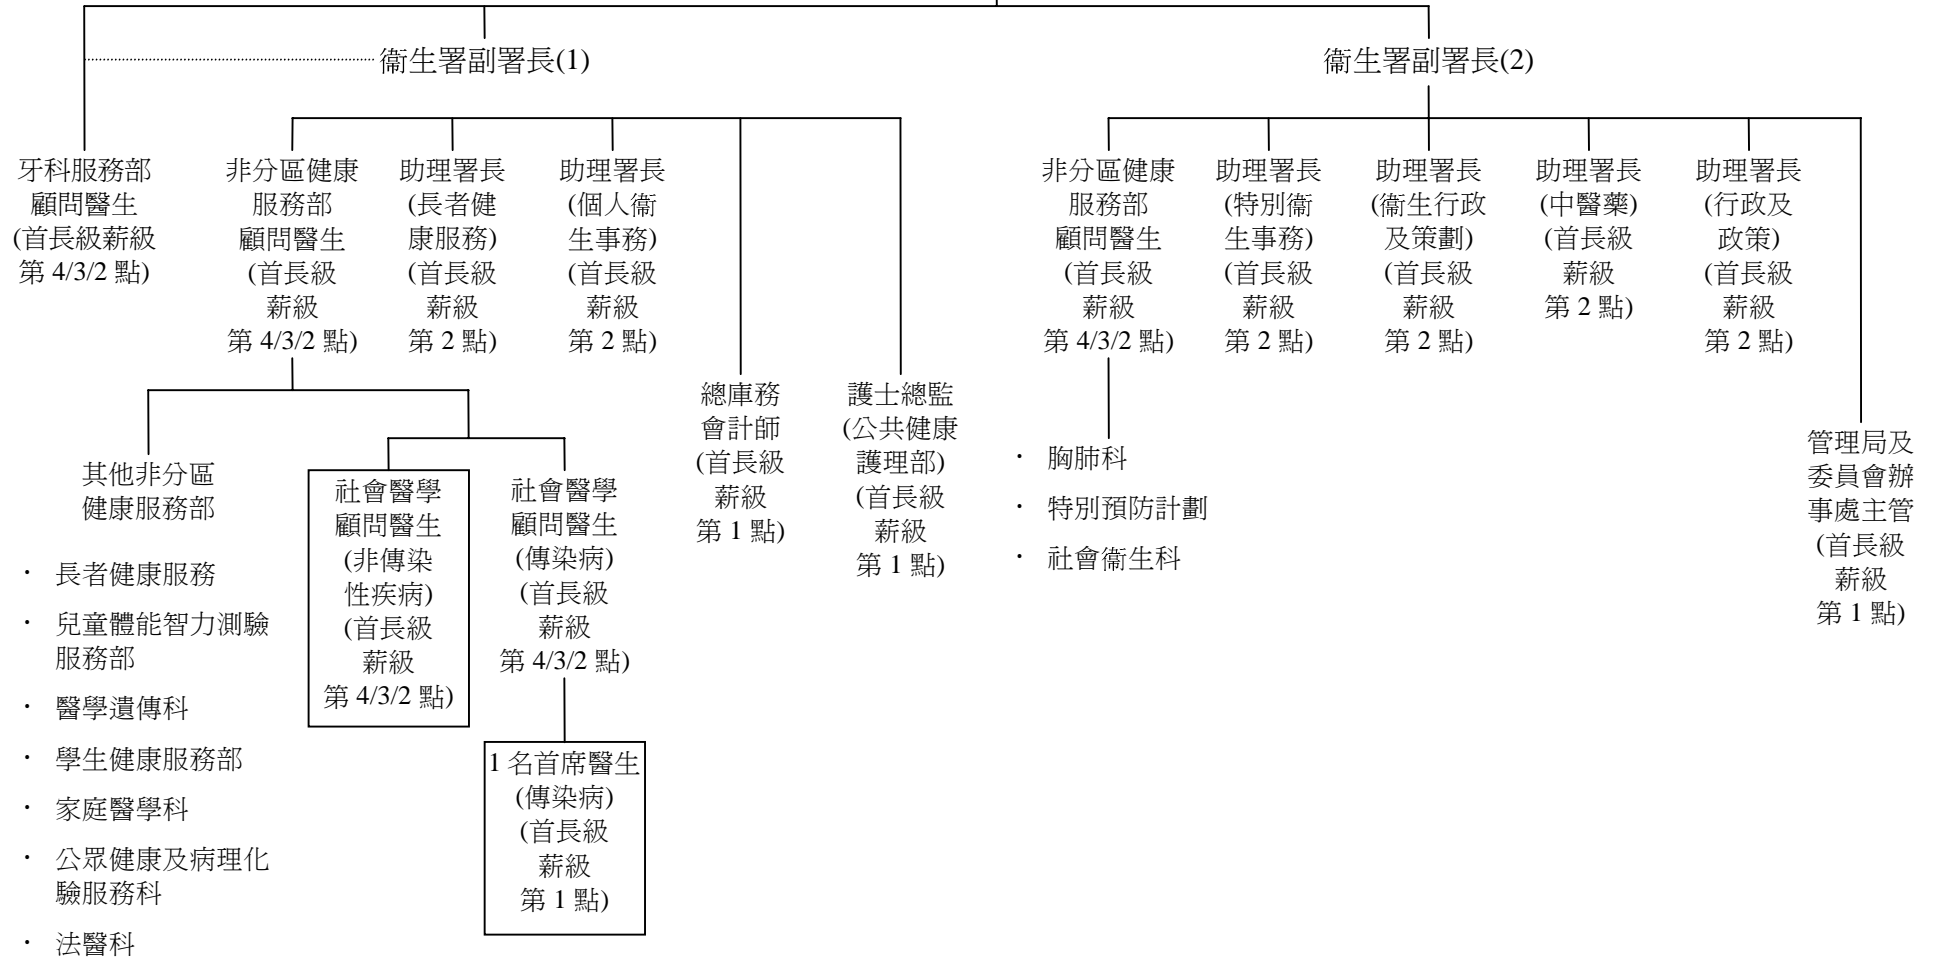 衞生署副署長(1)
衞生署副署長(2)
牙科服務部
顧問醫生
(首長級薪級
第 4/3/2 點)
非分區健康
服務部
顧問醫生
(首長級
薪級
第 4/3/2 點)
助理署長
(長者健
康服務)
(首長級
薪級
第 2 點)
助理署長
(個人衞
生事務)
(首長級
薪級
第 2 點)
總庫務
會計師
(首長級
薪級
第 1 點)
護士總監
(公共健康
護理部)
(首長級
薪級
第 1 點)
非分區健康
服務部
顧問醫生
(首長級
薪級
第 4/3/2 點)
助理署長
(特別衞
生事務)
(首長級
薪級
第 2 點)
助理署長
(衞生行政
及策劃)
(首長級
薪級
第 2 點)
助理署長
(中醫藥)
(首長級
薪級
第 2 點)
助理署長
(行政及
政策)
(首長級
薪級
第 2 點)
管理局及
委員會辦
事處主管
(首長級
薪級
第 1 點)
其他非分區
健康服務部
· 長者健康服務
· 兒童體能智力測驗
服務部
· 醫學遺傳科
· 學生健康服務部
· 家庭醫學科
· 公眾健康及病理化
驗服務科
· 法醫科
社會醫學
顧問醫生
(非傳染
性疾病)
(首長級
薪級
第 4/3/2 點)
社會醫學
顧問醫生
(傳染病)
(首長級
薪級
第 4/3/2 點)
1 名首席醫生
(傳染病)
(首長級
薪級
第 1 點)
· 胸肺科
· 特別預防計劃
· 社會衞生科